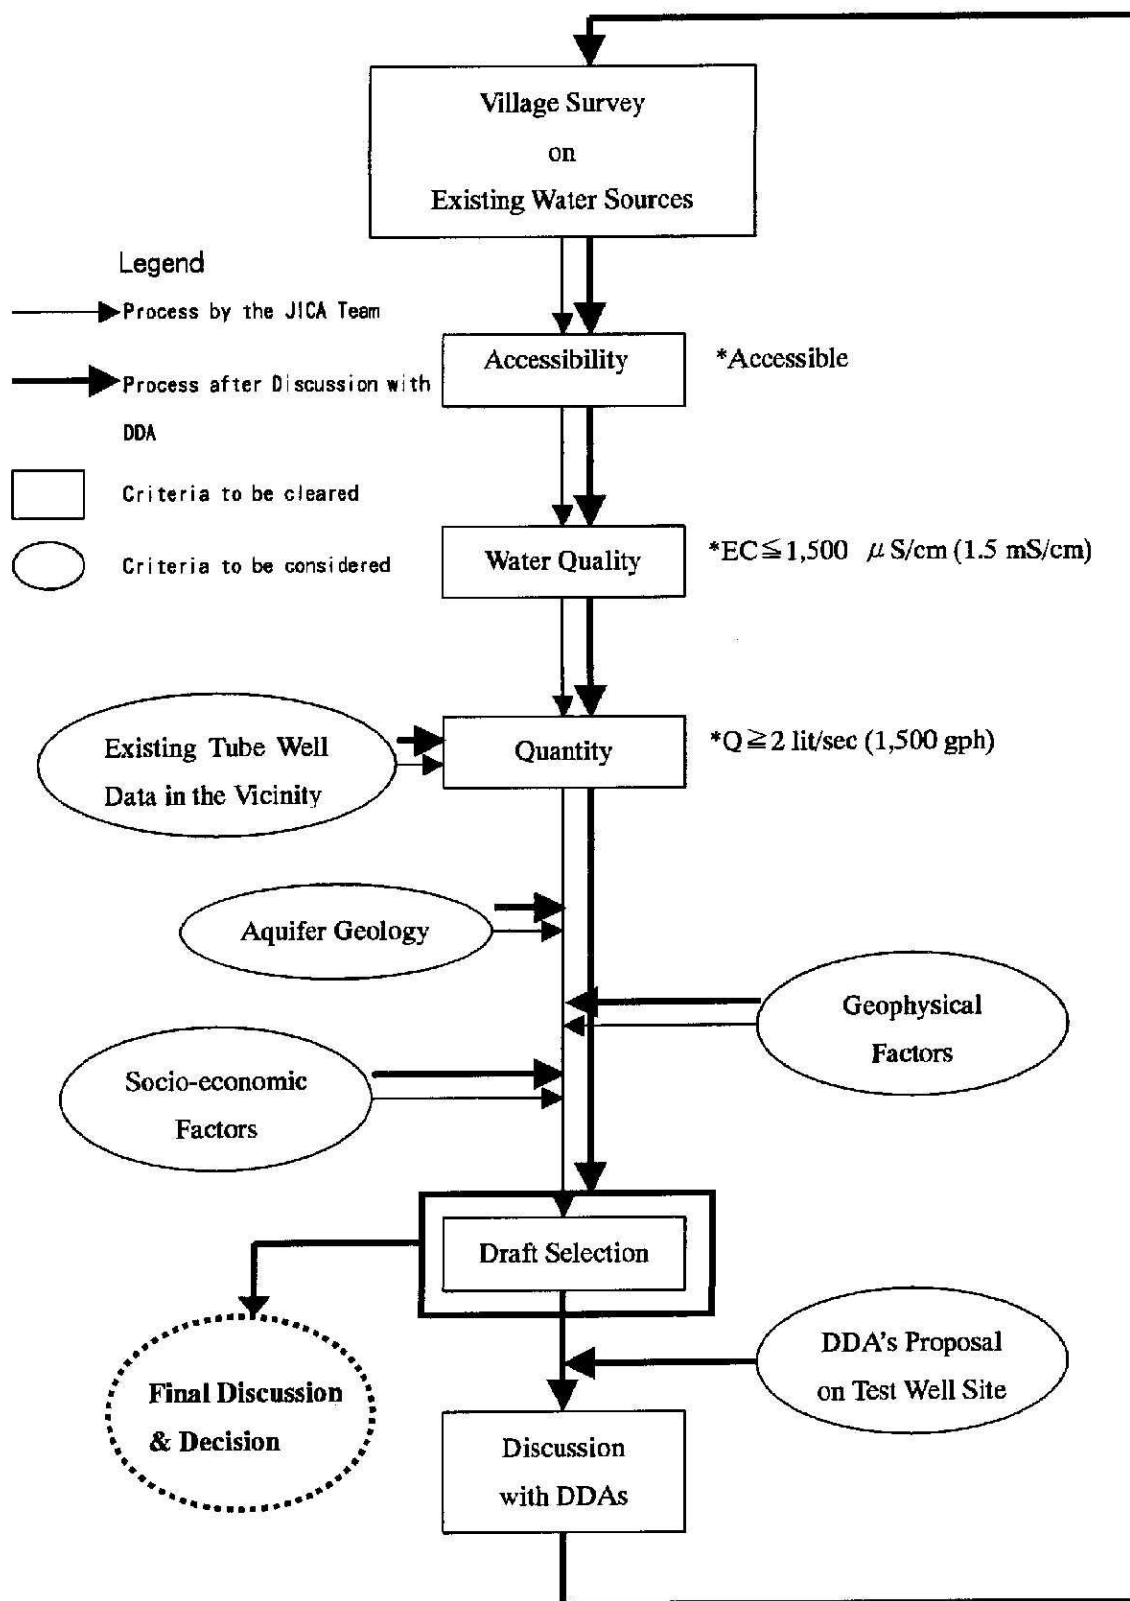 Village Survey
on
Existing Water Sources
Legend
Process by the JICA Team
Process after Discussion with
DDA
Criteria to be cleared
Criteria to be considered
Accessibility
*Accessible
Water Quality
*EC≦1,500 μS/cm (1.5 mS/cm)
Existing Tube Well
Data in the Vicinity
Quantity
*Q≧2 lit/sec (1,500 gph)
Aquifer Geology
Geophysical
Factors
Socio-economic
Factors
Draft Selection
Final Discussion
& Decision
DDA's Proposal
on Test Well Site
Discussion
with DDAs